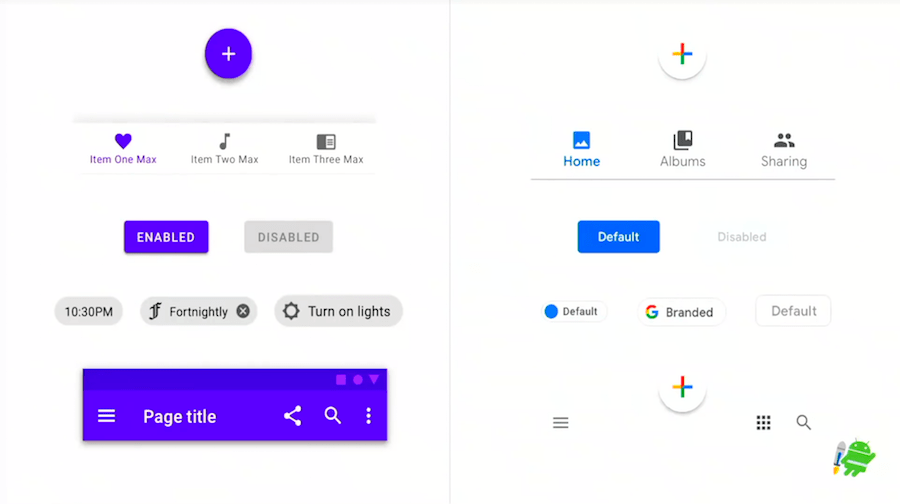 Item One Max
Item Two Max
Item Three Max
ENABLED
DISABLED
10:30PM
Fortnightly
Turn on lights
Page title
Home
Albums
Sharing
Default
Disabled
Default
Branded
Default